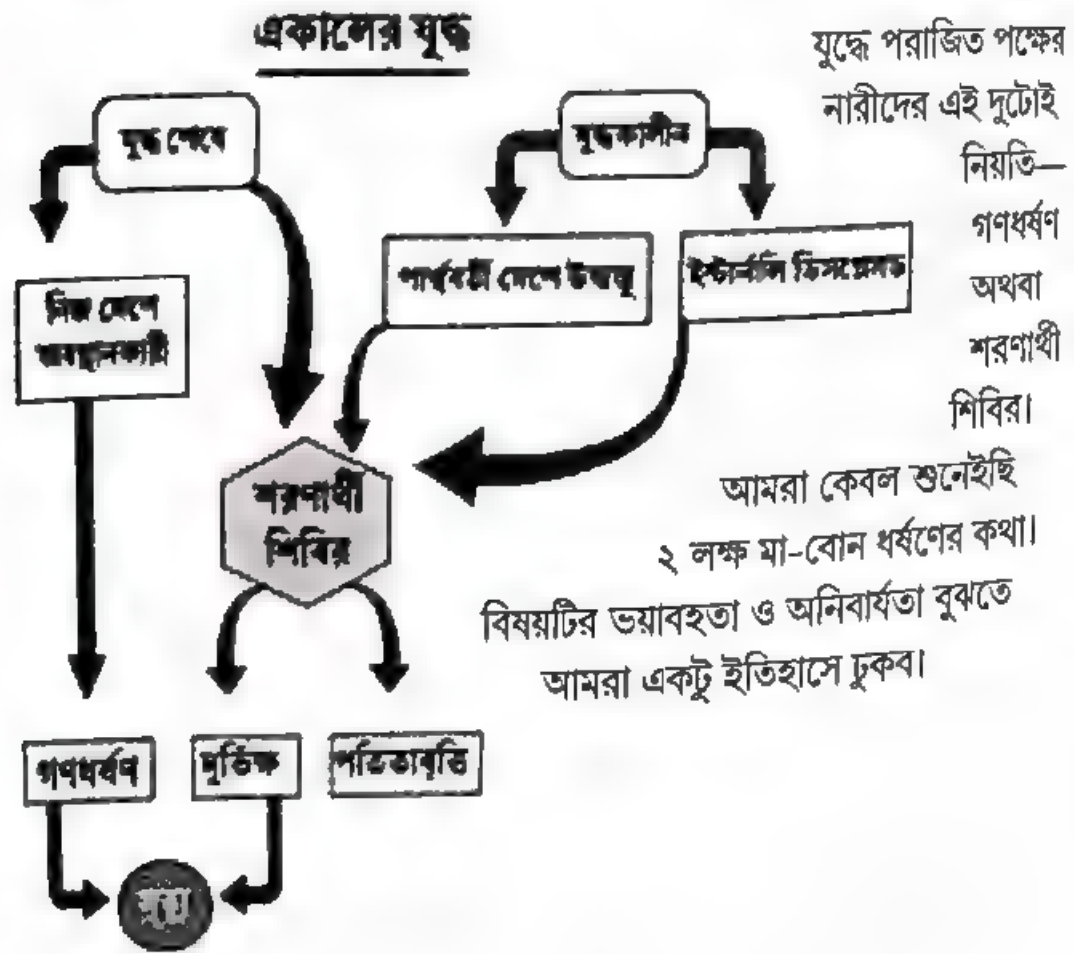 একালের যুদ্ধ
যুদ্ধ শেষে
যুদ্ধকালীন
নিজ দেশে
অবস্থানকারী
পার্শ্ববর্তী দেশে উদ্বাস্তু
ইন্টার্নালি ডিসপ্লেসড
শরণার্থী
শিবির
গণধর্ষণ
দুর্ভিক্ষ
পতিতাবৃত্তি
মৃত্যু
যুদ্ধে পরাজিত পক্ষের
নারীদের এই দুটোই
নিয়তি—
গণধর্ষণ
অথবা
শরণার্থী
শিবির।
আমরা কেবল শুনেইছি
২ লক্ষ মা-বোন ধর্ষণের কথা।
বিষয়টির ভয়াবহতা ও অনিবার্যতা বুঝতে
আমরা একটু ইতিহাসে ঢুকব।